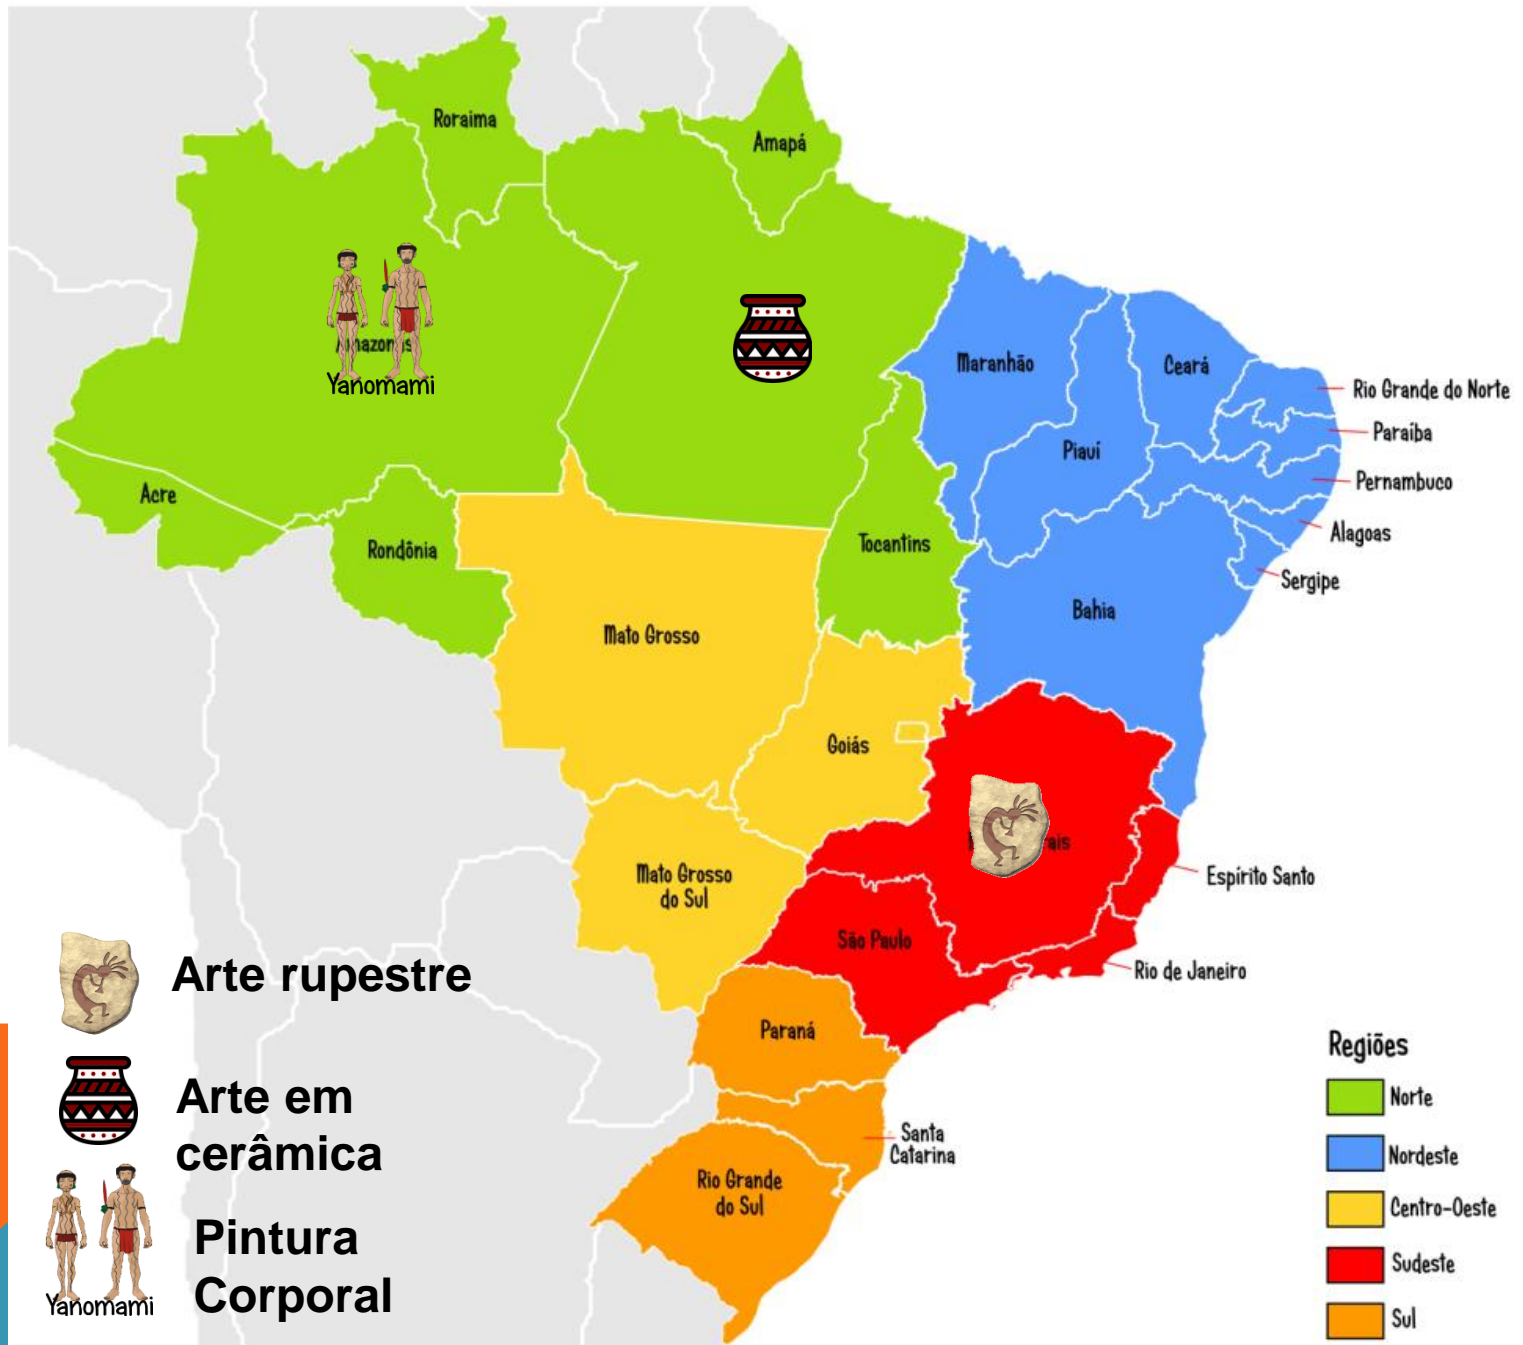 Roraima
Amapá
Yanomami
Maranhão
Ceará
Rio Grande do Norte
Paraíba
Piauí
Pernambuco
Acre
Alagoas
Rondônia
Tocantins
Sergipe
Bahia
Mato Grosso
Goiás
Mato Grosso
do Sul
Espírito Santo
São Paulo
Rio de Janeiro
Paraná
Santa
Catarina
Rio Grande
do Sul
Arte rupestre
Arte em
cerâmica
Pintura
Corporal
Yanomami
Regiões
Norte
Nordeste
Centro-Oeste
Sudeste
Sul